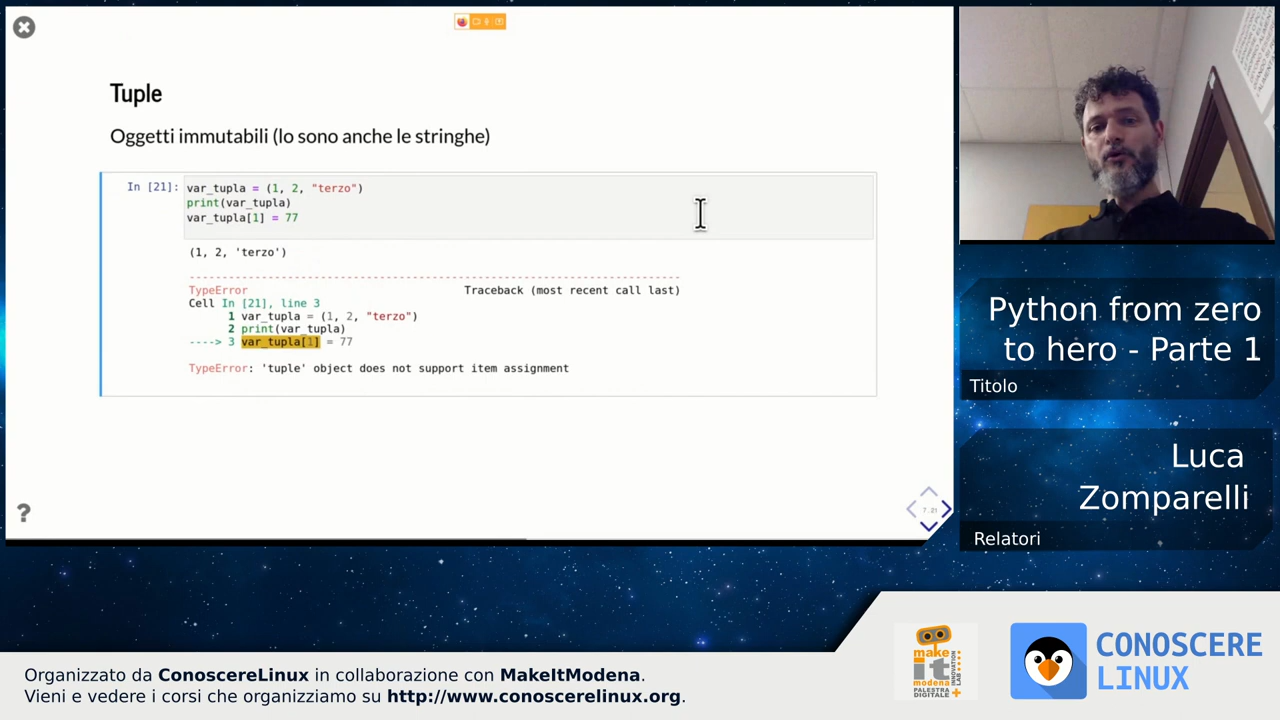 Tuple
Oggetti immutabili (lo sono anche le stringhe)
In [21]: var_tupla = (1, 2, "terzo")
print(var_tupla)
var_tupla[1] = 77
(1, 2, 'terzo')
---------------------------------------------------------------------------
TypeError Traceback (most recent call last)
Cell In [21], line 3
1 var_tupla = (1, 2, "terzo")
2 print(var_tupla)
----> 3 var_tupla[1] = 77
TypeError: 'tuple' object does not support item assignment
?
7.21
Python from zero
to hero - Parte 1
Titolo
Luca
Zomparelli
Relatori
make
it
modena
PALESTRA
DIGITALE
INNOVATION
LAB
CONOSCERE
LINUX
Organizzato da ConoscereLinux in collaborazione con MakeItModena.
Vieni e vedere i corsi che organizziamo su http://www.conoscerelinux.org.